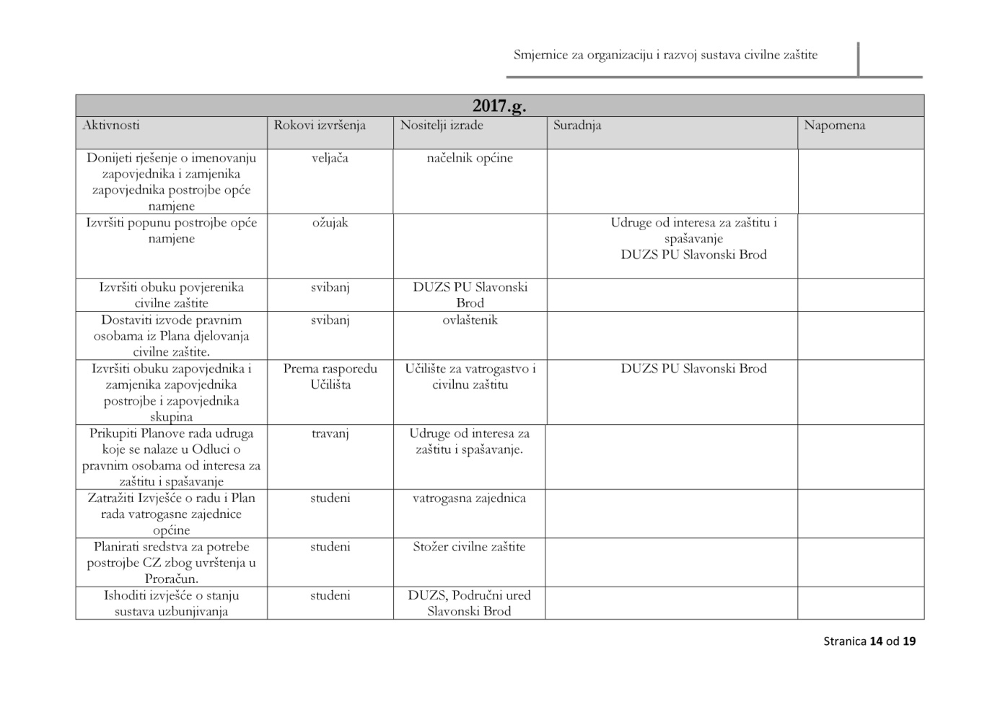 Smjernice za organizaciju i razvoj sustava civilne zaštite
2017.g.
Aktivnosti
Rokovi izvršenja
Nositelji izrade
Suradnja
Napomena
Donijeti rješenje o imenovanju
zapovjednika i zamjenika
zapovjednika postrojbe opće
namjene
veljača
načelnik općine
Izvršiti popunu postrojbe opće
namjene
ožujak
Udruge od interesa za zaštitu i
spašavanje
DUZS PU Slavonski Brod
Izvršiti obuku povjerenika
civilne zaštite
svibanj
DUZS PU Slavonski
Brod
Dostaviti izvode pravnim
osobama iz Plana djelovanja
civilne zaštite.
svibanj
ovlaštenik
Izvršiti obuku zapovjednika i
zamjenika zapovjednika
postrojbe i zapovjednika
skupina
Prema rasporedu
Učilišta
Učilište za vatrogastvo i
civilnu zaštitu
DUZS PU Slavonski Brod
Prikupiti Planove rada udruga
koje se nalaze u Odluci o
pravnim osobama od interesa za
zaštitu i spašavanje
travanj
Udruge od interesa za
zaštitu i spašavanje.
Zatražiti Izvješće o radu i Plan
rada vatrogasne zajednice
općine
studeni
vatrogasna zajednica
Planirati sredstva za potrebe
postrojbe CZ zbog uvrštenja u
Proračun.
studeni
Stožer civilne zaštite
Ishoditi izvješće o stanju
sustava uzbunjivanja
studeni
DUZS, Područni ured
Slavonski Brod
Stranica 14 od 19